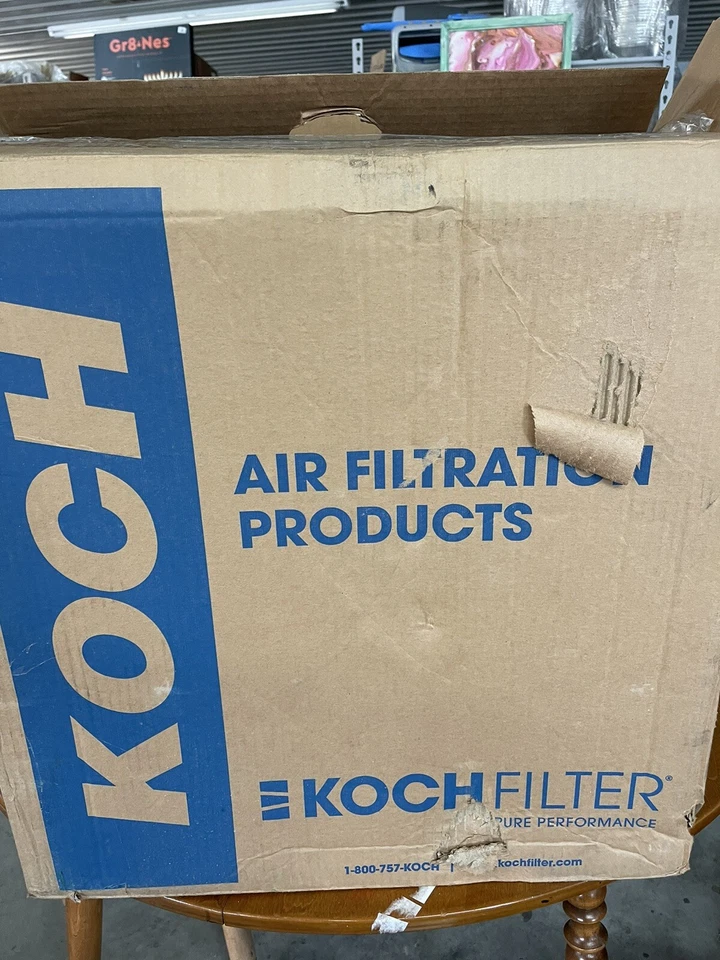 Gr8·Nes
KOCH
AIR FILTRATION
PRODUCTS
KOCHFILTER®
PURE PERFORMANCE
1-800-757-KOCH | kochfilter.com